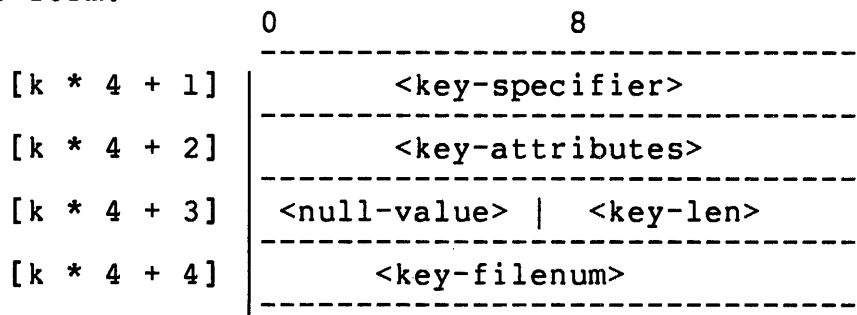 0 8
[k * 4 + 1] <key-specifier>
[k * 4 + 2] <key-attributes>
[k * 4 + 3] <null-value> | <key-len>
[k * 4 + 4] <key-filenum>